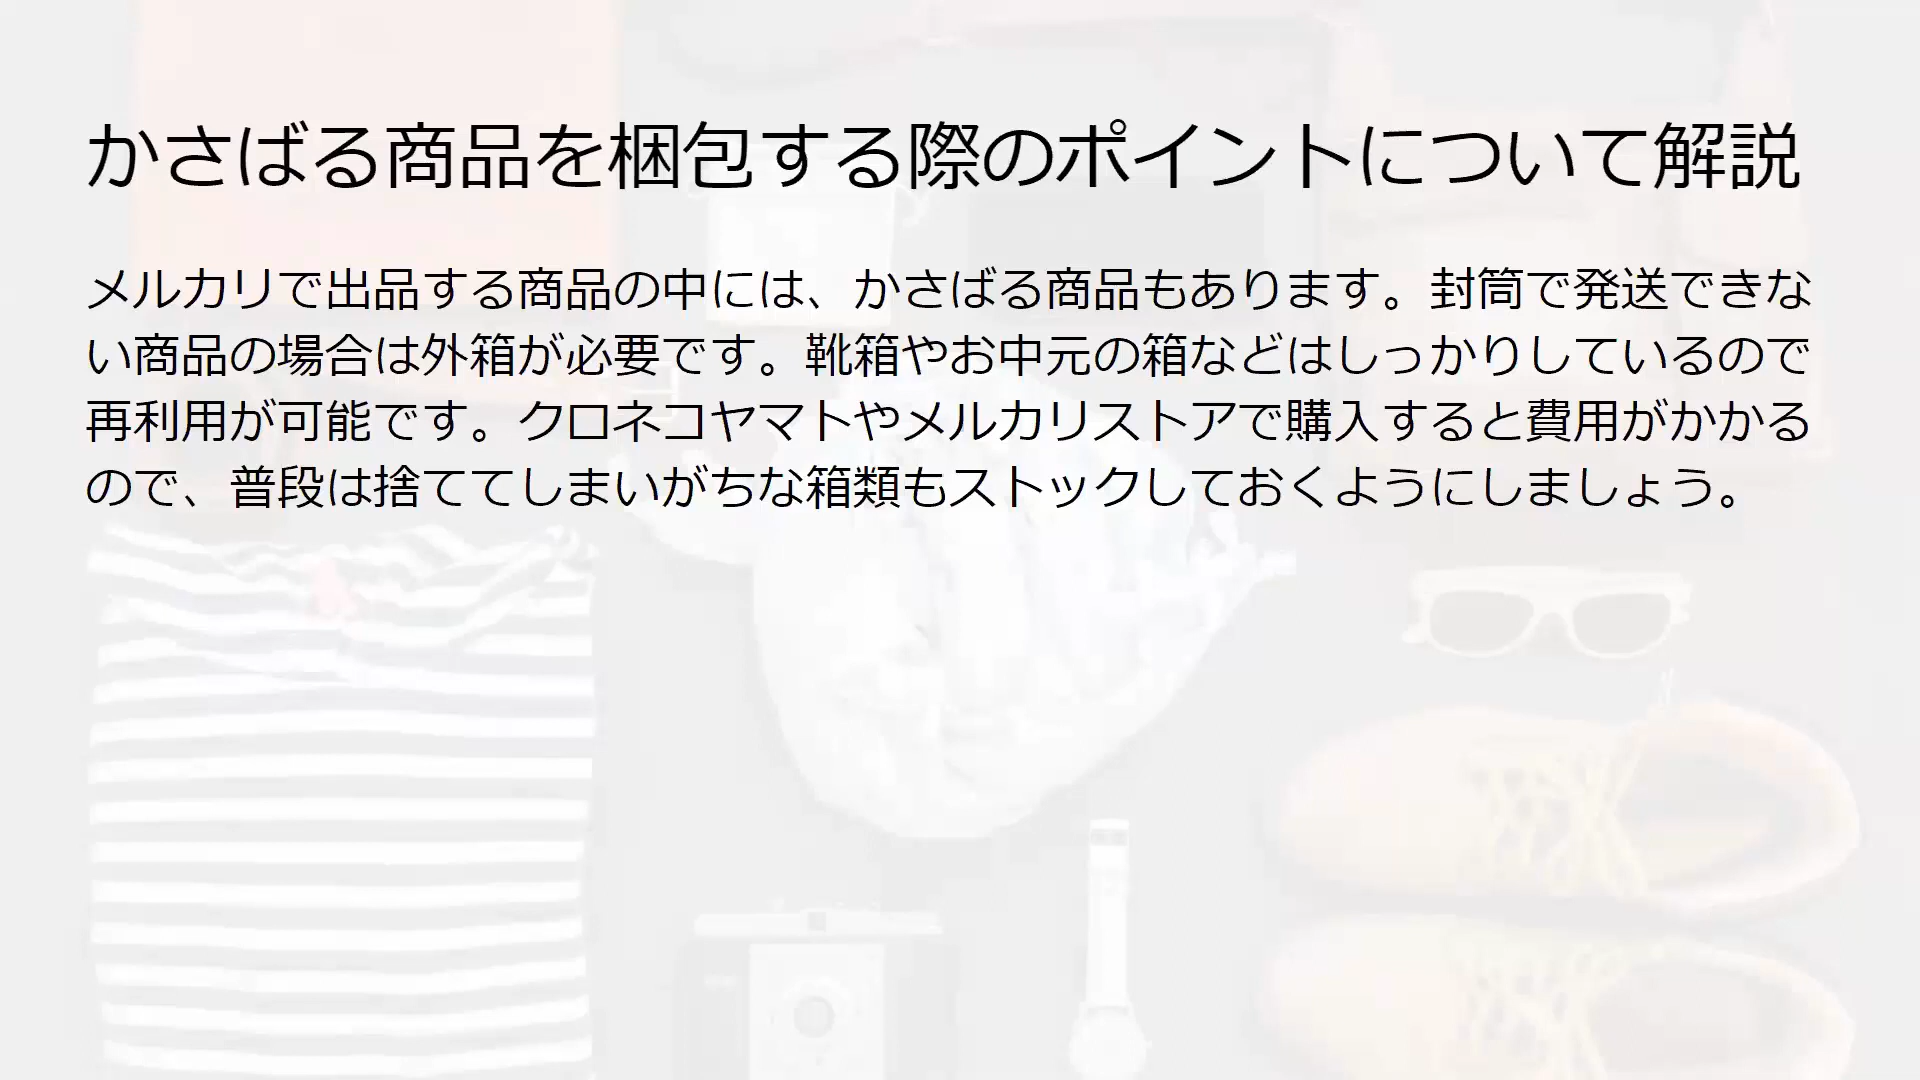 かさばる商品を梱包する際のポイントについて解説
メルカリで出品する商品の中には、かさばる商品もあります。封筒で発送できな
い商品の場合は外箱が必要です。靴箱やお中元の箱などはしっかりしているので
再利用が可能です。クロネコヤマトやメルカリストアで購入すると費用がかかる
ので、普段は捨ててしまいがちな箱類もストックしておくようにしましょう。